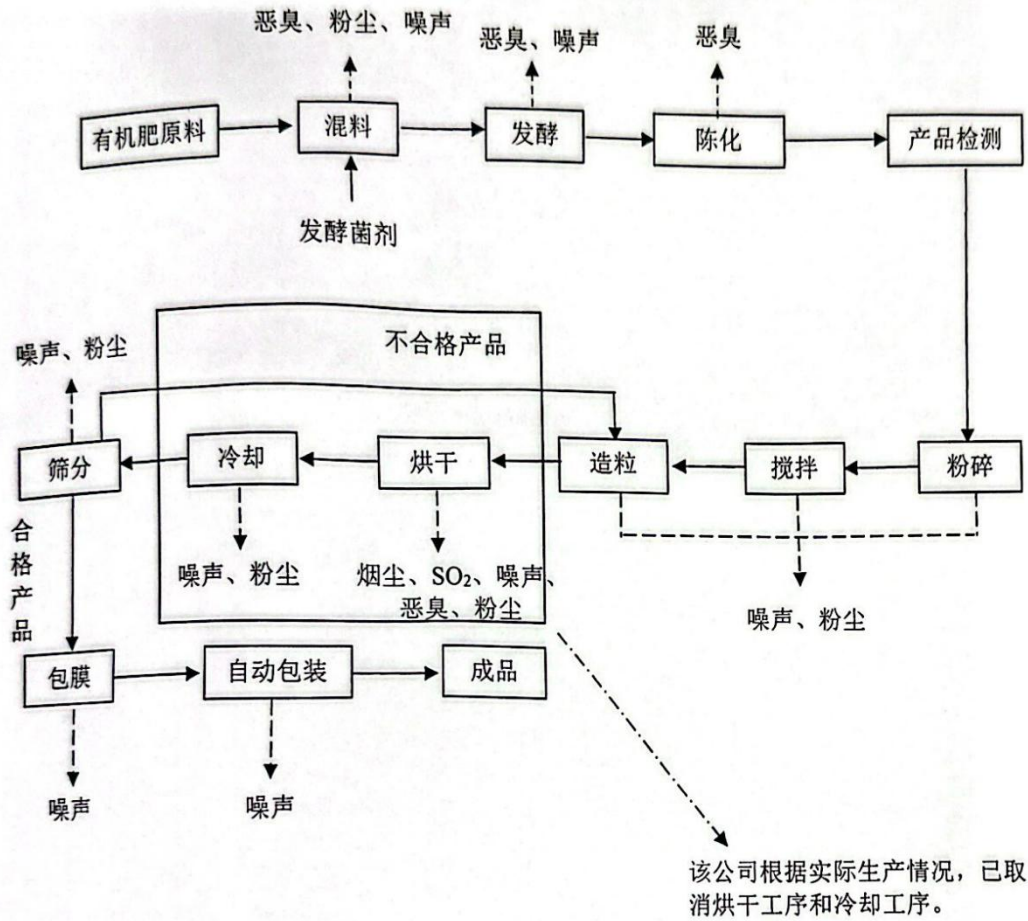 恶臭、粉尘、噪声
恶臭、噪声
恶臭
有机肥原料
混料
发酵
陈化
产品检测
发酵菌剂
不合格产品
噪声、粉尘
筛分
冷却
烘干
造粒
搅拌
粉碎
合格产品
噪声、粉尘
烟尘、SO₂、噪声、
恶臭、粉尘
噪声、粉尘
包膜
自动包装
成品
噪声
噪声
该公司根据实际生产情况，已取
消烘干工序和冷却工序。